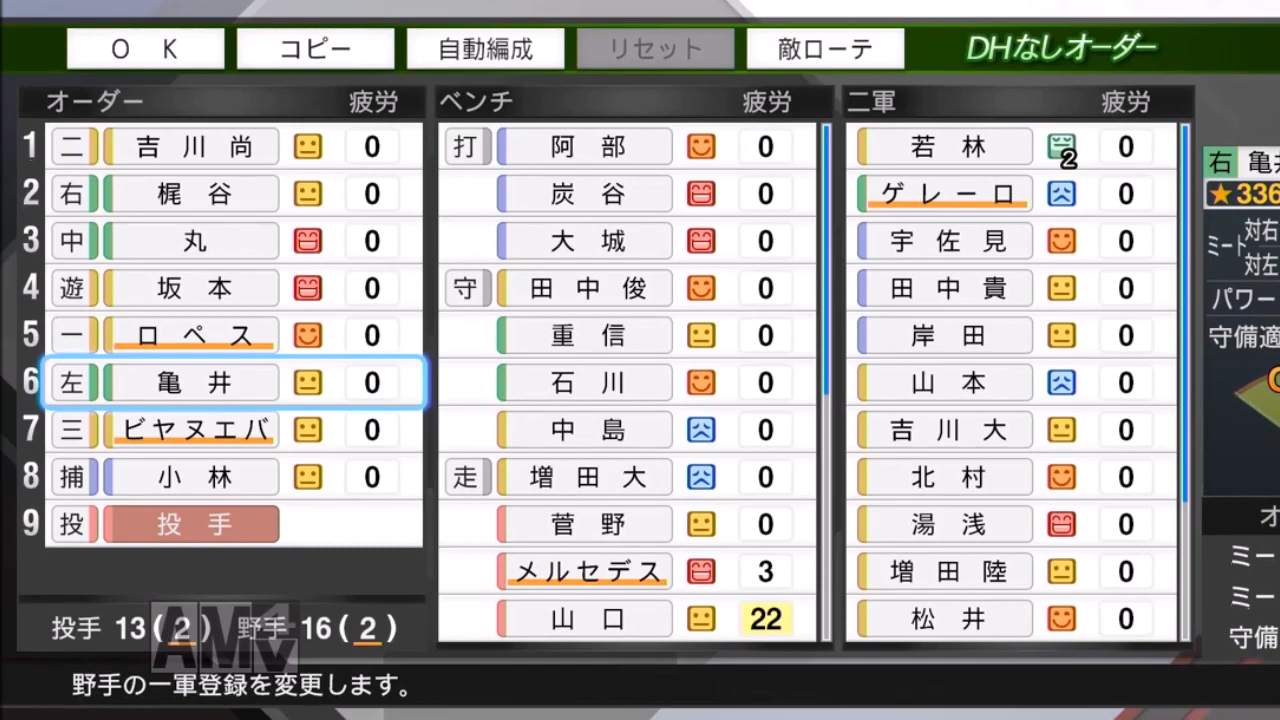 O K コピー 自動編成 リセット 敵ローテ DHなしオーダー
オーダー 疲労 ベンチ 疲労 二軍 疲労
1 二 吉川尚 0 打 阿部 0 若林 2 0
2 右 梶谷 0 炭谷 0 ゲレーロ 0
3 中 丸 0 大城 0 宇佐見 0
4 遊 坂本 0 守 田中俊 0 田中貴 0
5 一 ロペス 0 重信 0 岸田 0
6 左 亀井 0 石川 0 山本 0
7 三 ビヤヌエバ 0 中島 0 吉川大 0
8 捕 小林 0 走 増田大 0 北村 0
9 投 投手 菅野 0 湯浅 0
メルセデス 3 増田陸 0
山口 22 松井 0
右 亀井
★336
ミート 対右
対左
パワー
守備適
ミー
ミー
守備
投手 13(2) 野手 16(2)
AMv
野手の一軍登録を変更します。